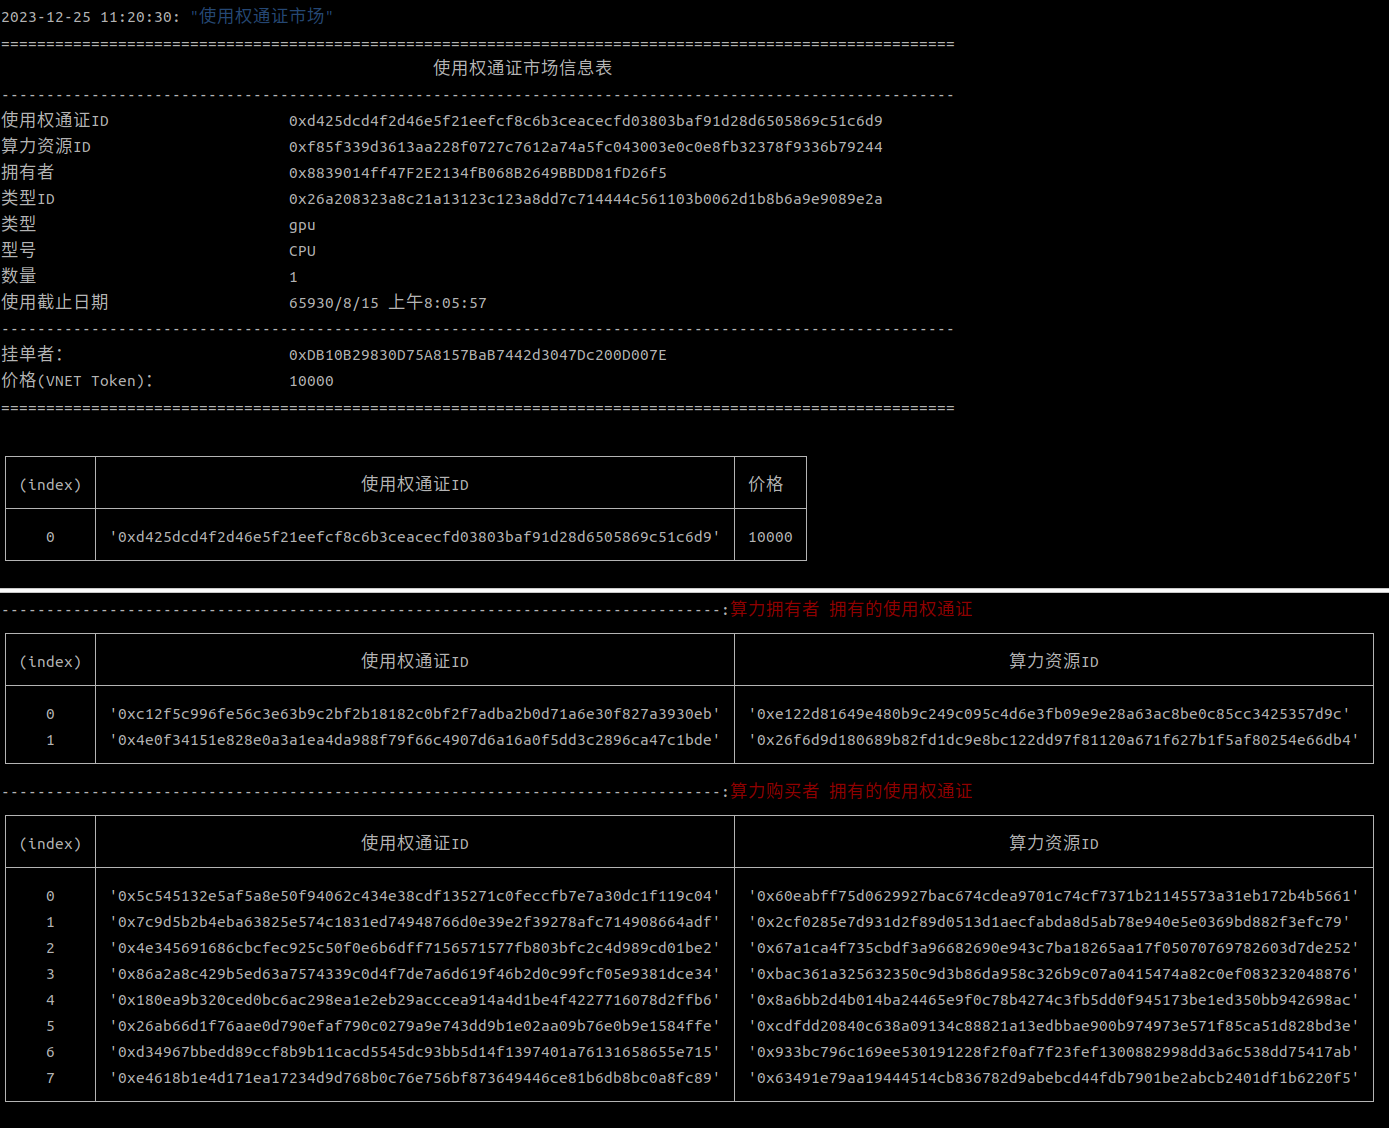 2023-12-25 11:20:30: "使用权通证市场"
==========================================================================================================
使用权通证市场信息表
----------------------------------------------------------------------------------------------------------
使用权通证ID 0xd425dcd4f2d46e5f21eefcf8c6b3ceacecfd03803baf91d28d6505869c51c6d9
算力资源ID 0xf85f339d3613aa228f0727c7612a74a5fc043003e0c0e8fb32378f9336b79244
拥有者 0x8839014ff47F2E2134fB068B2649BBDD81fD26f5
类型ID 0x26a208323a8c21a13123c123a8dd7c714444c561103b0062d1b8b6a9e9089e2a
类型 gpu
型号 CPU
数量 1
使用截止日期 65930/8/15 上午8:05:57
----------------------------------------------------------------------------------------------------------
挂单者: 0xDB10B29830D75A8157BaB7442d3047Dc200D007E
价格(VNET Token): 10000
==========================================================================================================
(index) 使用权通证ID 价格
0 '0xd425dcd4f2d46e5f21eefcf8c6b3ceacecfd03803baf91d28d6505869c51c6d9' 10000
--------------------------------------------------------------------------------:算力拥有者 拥有的使用权通证
(index) 使用权通证ID 算力资源ID
0 '0xc12f5c996fe56c3e63b9c2bf2b18182c0bf2f7adba2b0d71a6e30f827a3930eb' '0xe122d81649e480b9c249c095c4d6e3fb09e9e28a63ac8be0c85cc3425357d9c'
1 '0x4e0f34151e828e0a3a1ea4da988f79f66c4907d6a16a0f5dd3c2896ca47c1bde' '0x26f6d9d180689b82fd1dc9e8bc122dd97f81120a671f627b1f5af80254e66db4'
--------------------------------------------------------------------------------:算力购买者 拥有的使用权通证
(index) 使用权通证ID 算力资源ID
0 '0x5c545132e5af5a8e50f94062c434e38cdf135271c0feccfb7e7a30dc1f119c04' '0x60eabff75d0629927bac674cdea9701c74cf7371b21145573a31eb172b4b5661'
1 '0x7c9d5b2b4eba63825e574c1831ed74948766d0e39e2f39278afc714908664adf' '0x2cf0285e7d931d2f89d0513d1aecfabda8d5ab78e940e5e0369bd882f3efc79'
2 '0x4e345691686cbcfec925c50f0e6b6dff7156571577fb803bfc2c4d989cd01be2' '0x67a1ca4f735cbdf3a96682690e943c7ba18265aa17f05070769782603d7de252'
3 '0x86a2a8c429b5ed63a7574339c0d4f7de7a6d619f46b2d0c99fcf05e9381dce34' '0xbac361a325632350c9d3b86da958c326b9c07a0415474a82c0ef083232048876'
4 '0x180ea9b320ced0bc6ac298ea1e2eb29acccea914a4d1be4f4227716078d2ffb6' '0x8a6bb2d4b014ba24465e9f0c78b4274c3fb5dd0f945173be1ed350bb942698ac'
5 '0x26ab66d1f76aae0d790efaf790c0279a9e743dd9b1e02aa09b76e0b9e1584ffe' '0xcdfdd20840c638a09134c88821a13edbbae900b974973e571f85ca51d828bd3e'
6 '0xd34967bbedd89ccf8b9b11cacd5545dc93bb5d14f1397401a76131658655e715' '0x933bc796c169ee530191228f2f0af7f23fef1300882998dd3a6c538dd75417ab'
7 '0xe4618b1e4d171ea17234d9d768b0c76e756bf873649446ce81b6db8bc0a8fc89' '0x63491e79aa19444514cb836782d9abebcd44fdb7901be2abcb2401df1b6220f5'